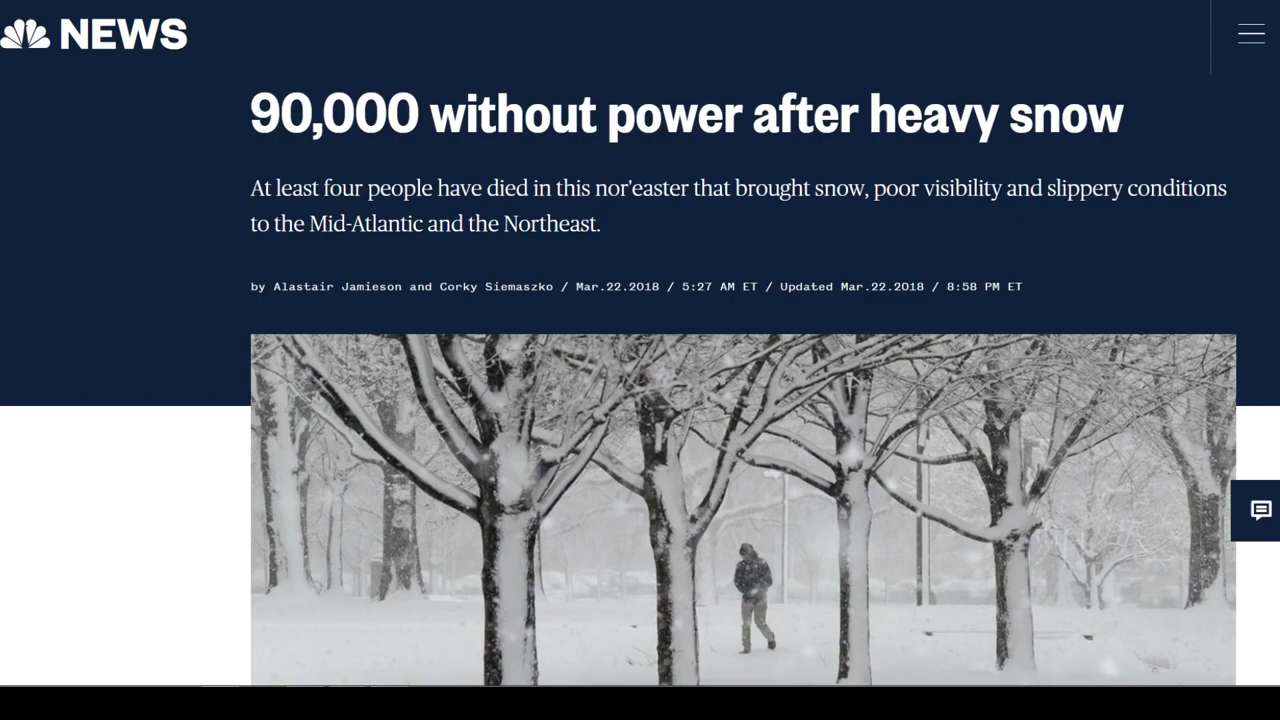 NEWS
90,000 without power after heavy snow
At least four people have died in this nor'easter that brought snow, poor visibility and slippery conditions
to the Mid-Atlantic and the Northeast.
by Alastair Jamieson and Corky Siemaszko / Mar.22.2018 / 5:27 AM ET / Updated Mar.22.2018 / 8:58 PM ET